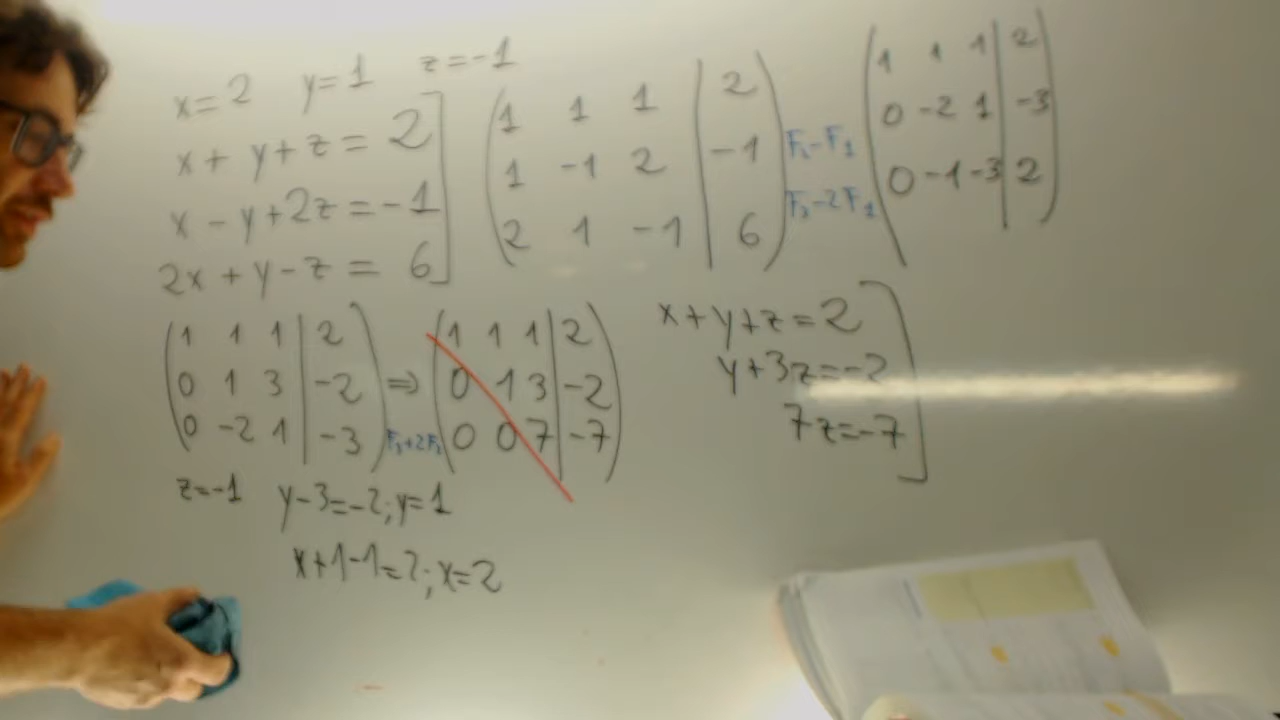 x=2 y=1 z=-1
x+y+z=2
x-y+2z=-1
2x+y-z=6
1 1 1 | 2
1 -1 2 | -1
2 1 -1 | 6
F₂-F₁
F₃-2F₁
1 1 1 | 2
0 -2 1 | -3
0 -1 -3 | 2
1 1 1 | 2
0 1 3 | -2
0 -2 1 | -3
F₃+2F₂
⇒
1 1 1 | 2
0 1 3 | -2
0 0 7 | -7
x+y+z=2
y+3z=-2
7z=-7
z=-1 y-3=-2; y=1
x+1-1=2; x=2